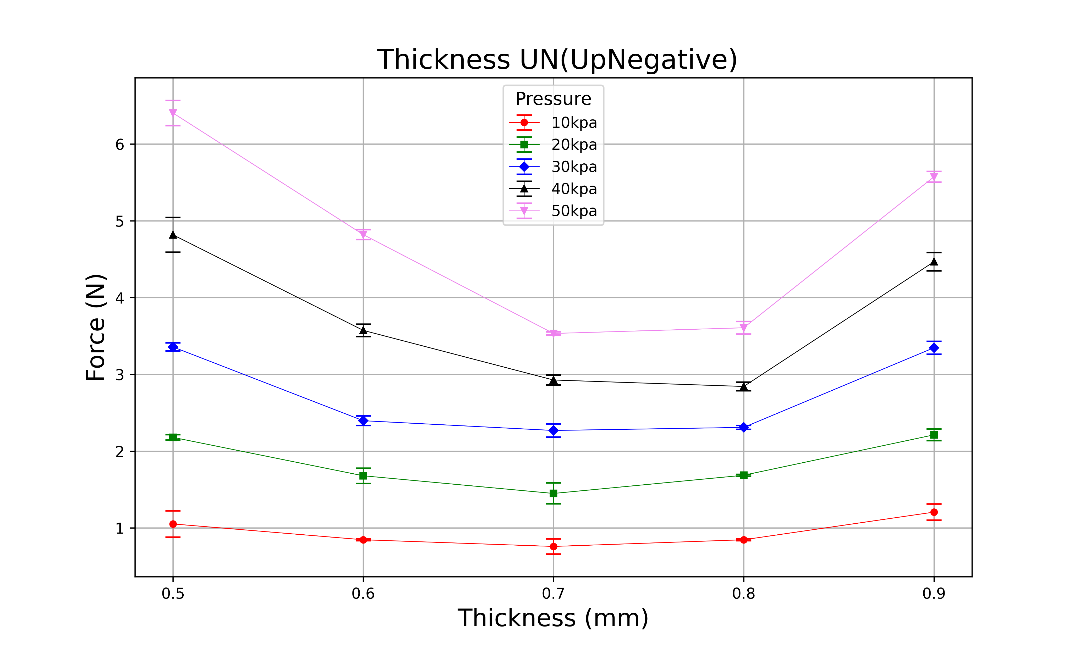 Thickness UN(UpNegative)
Pressure
10kpa
20kpa
30kpa
40kpa
50kpa
Force (N)
6
5
4
3
2
1
0.5 0.6 0.7 0.8 0.9
Thickness (mm)